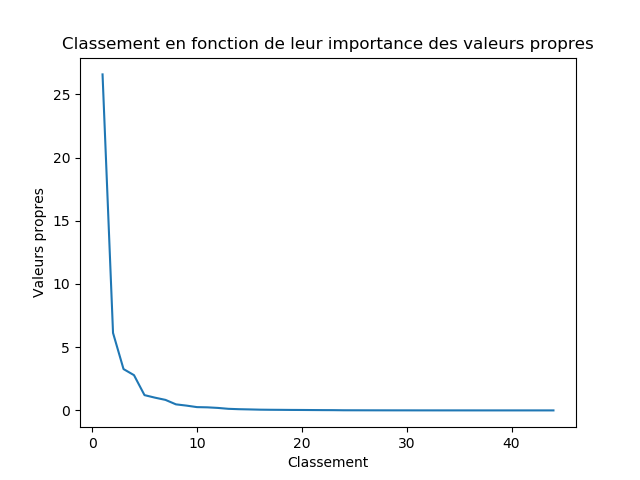 Classement en fonction de leur importance des valeurs propres
25
20
15
10
5
0
Valeurs propres
0 10 20 30 40
Classement